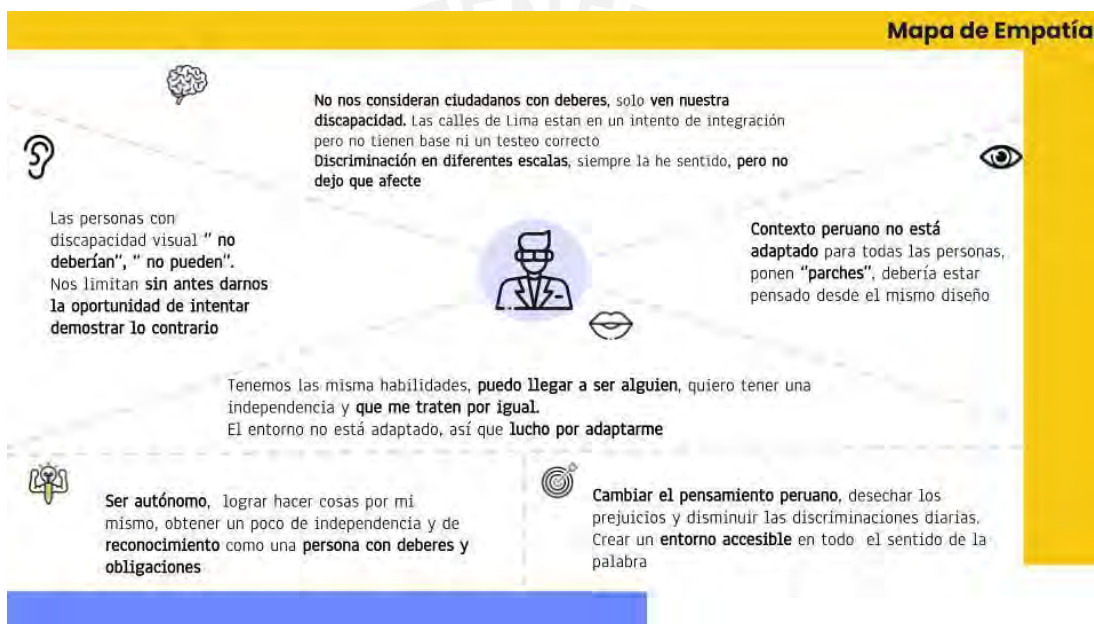 Mapa de Empatía
No nos consideran ciudadanos con deberes, solo ven nuestra
discapacidad. Las calles de Lima estan en un intento de integración
pero no tienen base ni un testeo correcto
Discriminación en diferentes escalas, siempre la he sentido, pero no
dejo que afecte
Las personas con
discapacidad visual " no
deberían", " no pueden".
Nos limitan sin antes darnos
la oportunidad de intentar
demostrar lo contrario
Contexto peruano no está
adaptado para todas las personas,
ponen "parches", debería estar
pensado desde el mismo diseño
Tenemos las misma habilidades, puedo llegar a ser alguien, quiero tener una
independencia y que me traten por igual.
El entorno no está adaptado, así que lucho por adaptarme
Ser autónomo, lograr hacer cosas por mi
mismo, obtener un poco de independencia y de
reconocimiento como una persona con deberes y
obligaciones
Cambiar el pensamiento peruano, desechar los
prejuicios y disminuir las discriminaciones diarias.
Crear un entorno accesible en todo el sentido de la
palabra